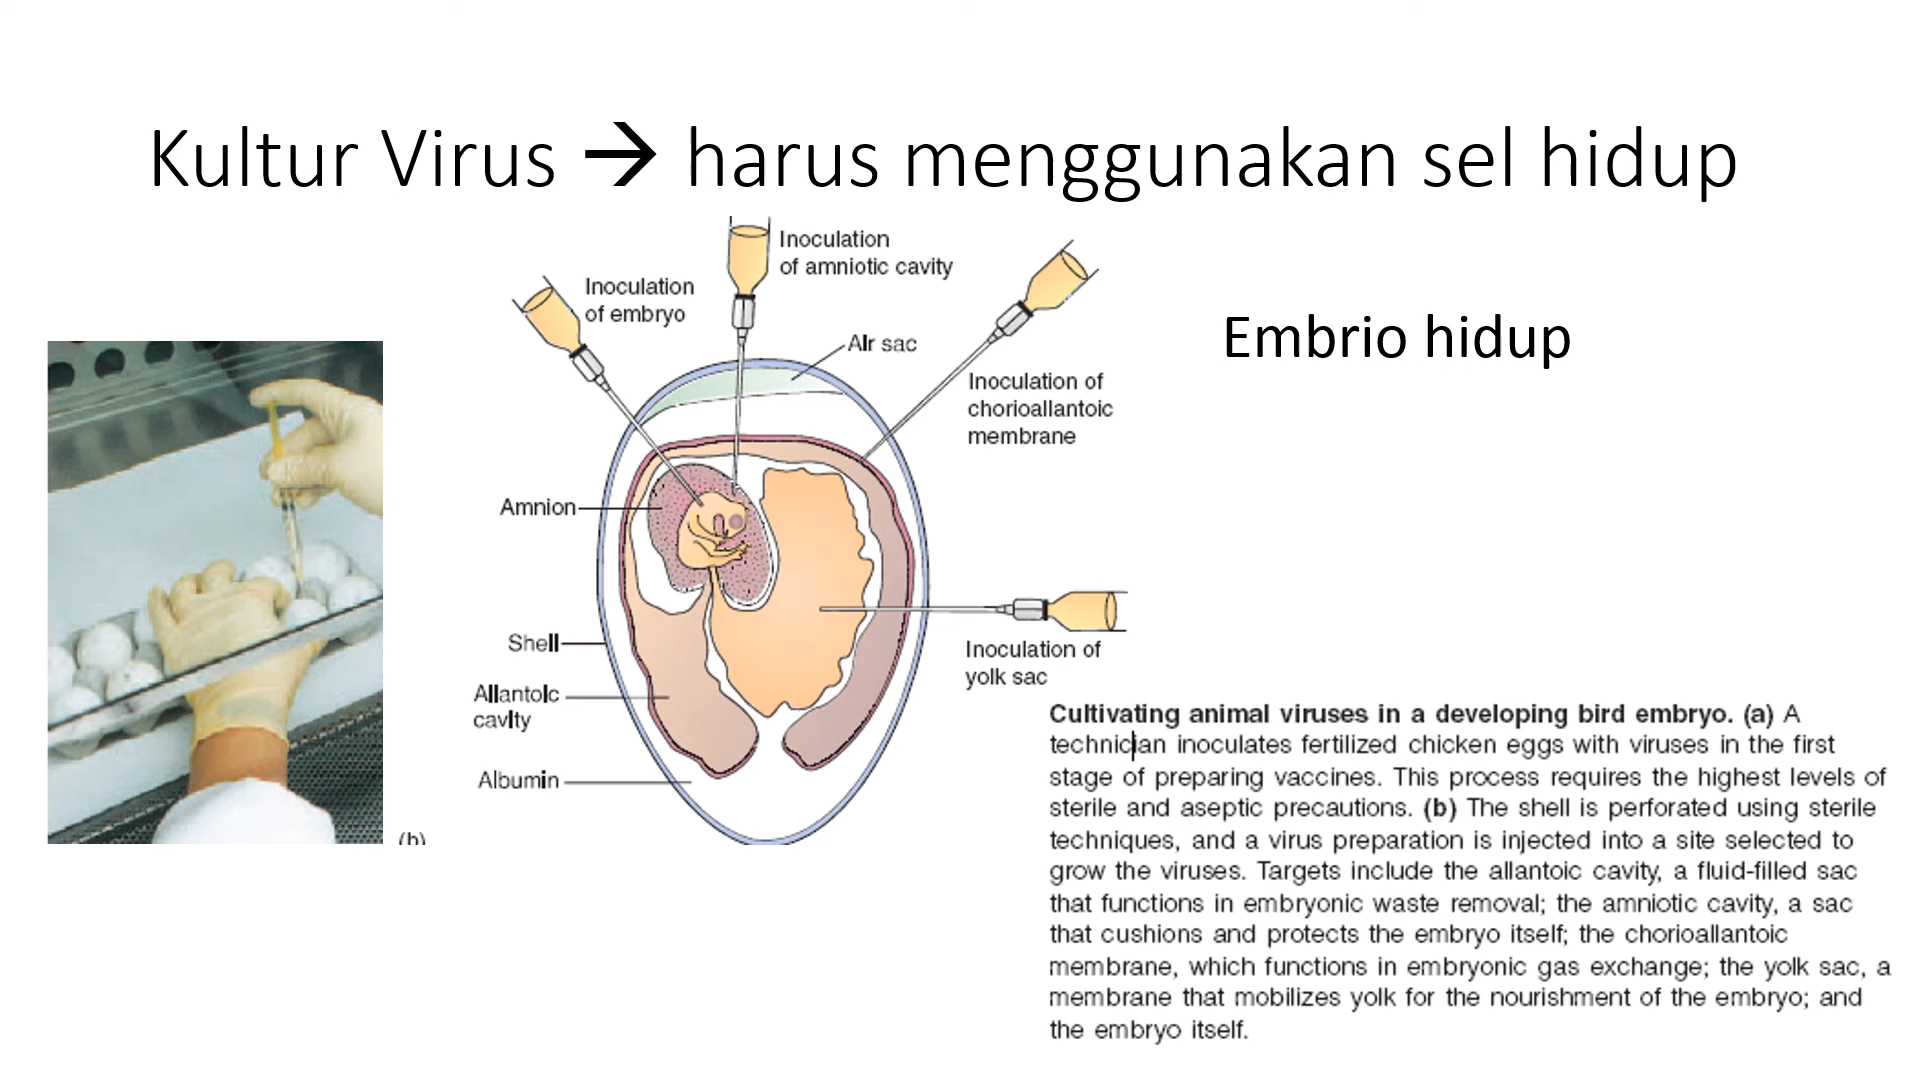 Kultur Virus → harus menggunakan sel hidup
Inoculation
of amniotic cavity
Inoculation
of embryo
Air sac
Embrio hidup
Inoculation of
chorioallantoic
membrane
Amnion
Shell
Inoculation of
yolk sac
Allantoic
cavity
Albumin
(b)
Cultivating animal viruses in a developing bird embryo. (a) A
technician inoculates fertilized chicken eggs with viruses in the first
stage of preparing vaccines. This process requires the highest levels of
sterile and aseptic precautions. (b) The shell is perforated using sterile
techniques, and a virus preparation is injected into a site selected to
grow the viruses. Targets include the allantoic cavity, a fluid-filled sac
that functions in embryonic waste removal; the amniotic cavity, a sac
that cushions and protects the embryo itself; the chorioallantoic
membrane, which functions in embryonic gas exchange; the yolk sac, a
membrane that mobilizes yolk for the nourishment of the embryo; and
the embryo itself.